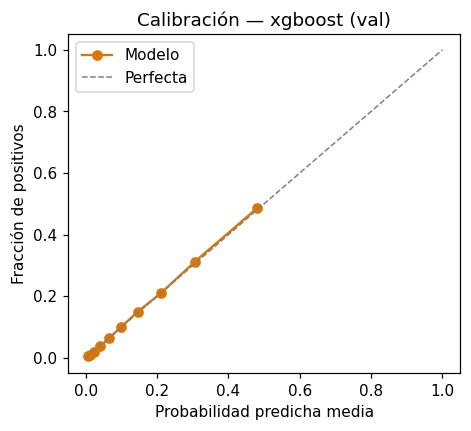 Calibración — xgboost (val)
Modelo
Perfecta
Fracción de positivos
1.0
0.8
0.6
0.4
0.2
0.0
0.0 0.2 0.4 0.6 0.8 1.0
Probabilidad predicha media